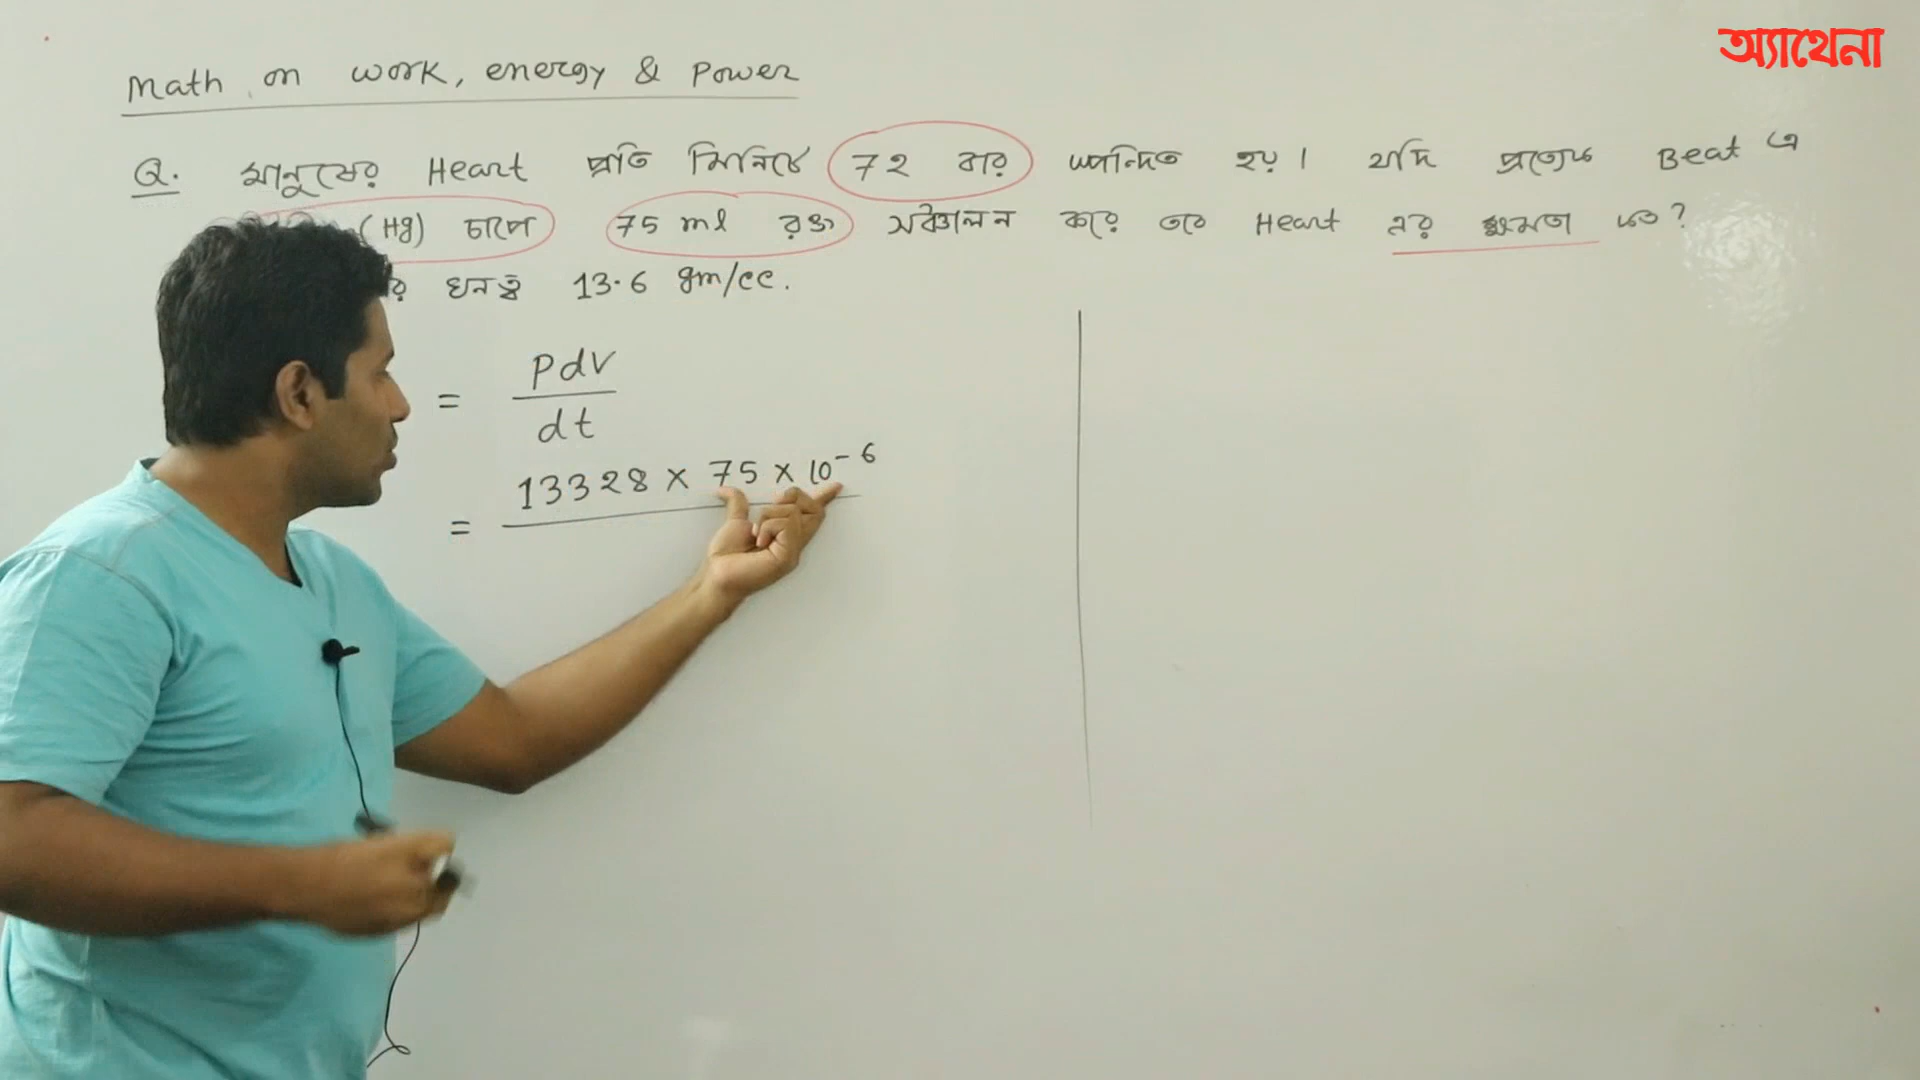 অ্যাথেনা
Math on work, energy & Power
Q. মানুষের Heart প্রতি মিনিটে 72 বার স্পন্দিত হয়। যদি প্রত্যেক Beat এ
(Hg) চাপে 75 ml রক্ত সঞ্চালন করে তবে Heart এর ক্ষমতা কত?
র ঘনত্ব 13.6 gm/cc.
= PdV / dt
= 13328 × 75 × 10⁻⁶